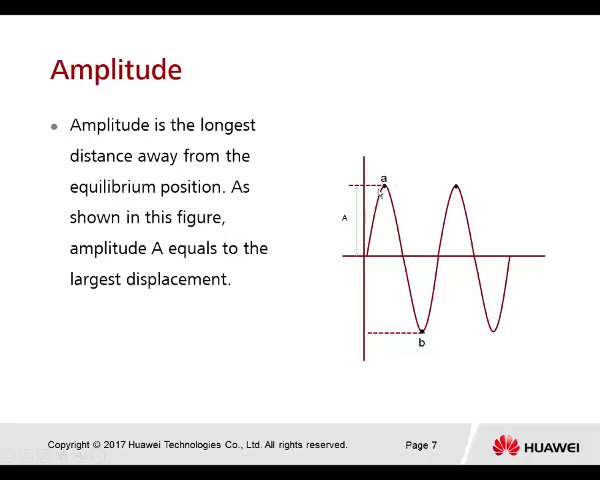 Amplitude
Amplitude is the longest
distance away from the
equilibrium position. As
shown in this figure,
amplitude A equals to the
largest displacement.
a
A
b
Copyright © 2017 Huawei Technologies Co., Ltd. All rights reserved.
Page 7
HUAWEI